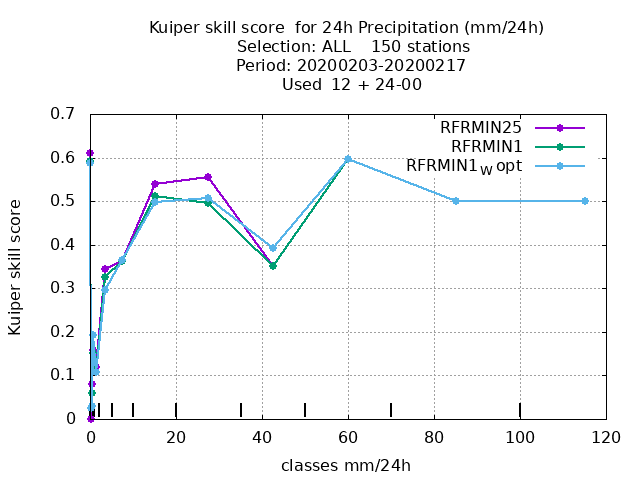 Kuiper skill score  for 24h Precipitation (mm/24h)
Selection: ALL    150 stations
Period: 20200203-20200217
Used  12 + 24-00
RFRMIN25
RFRMIN1
RFRMIN1W opt
0.7
0.6
0.5
0.4
0.3
0.2
0.1
0
Kuiper skill score
0 20 40 60 80 100 120
classes mm/24h